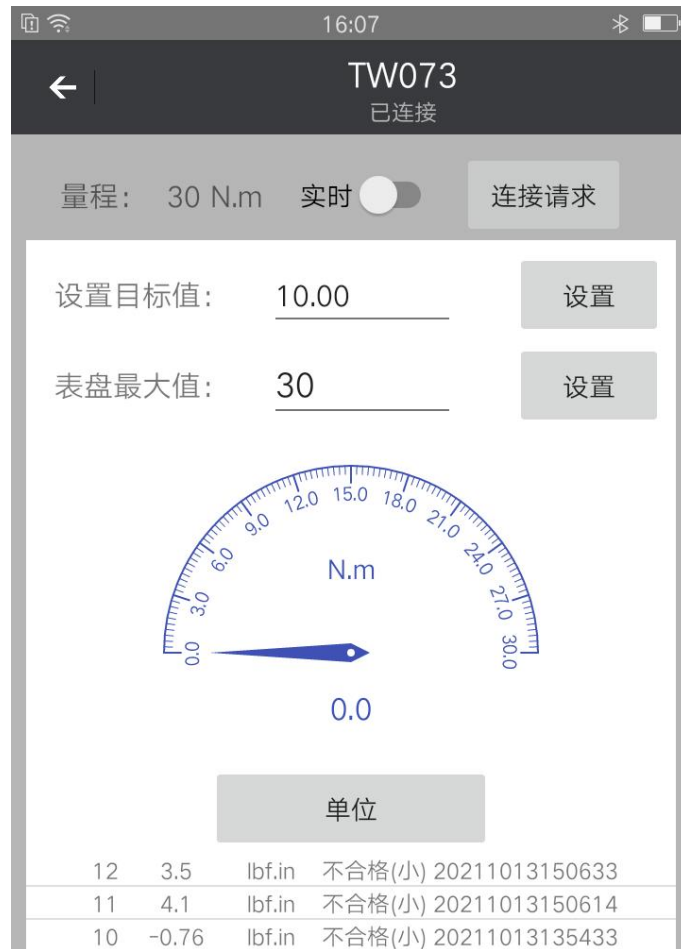 16:07
TW073
已连接
量程: 30 N.m 实时 连接请求
设置目标值: 10.00 设置
表盘最大值: 30 设置
0.0 3.0 6.0 9.0 12.0 15.0 18.0 21.0 24.0 27.0 30.0
N.m
0.0
单位
12 3.5 lbf.in 不合格(小) 20211013150633
11 4.1 lbf.in 不合格(小) 20211013150614
10 -0.76 lbf.in 不合格(小) 20211013135433